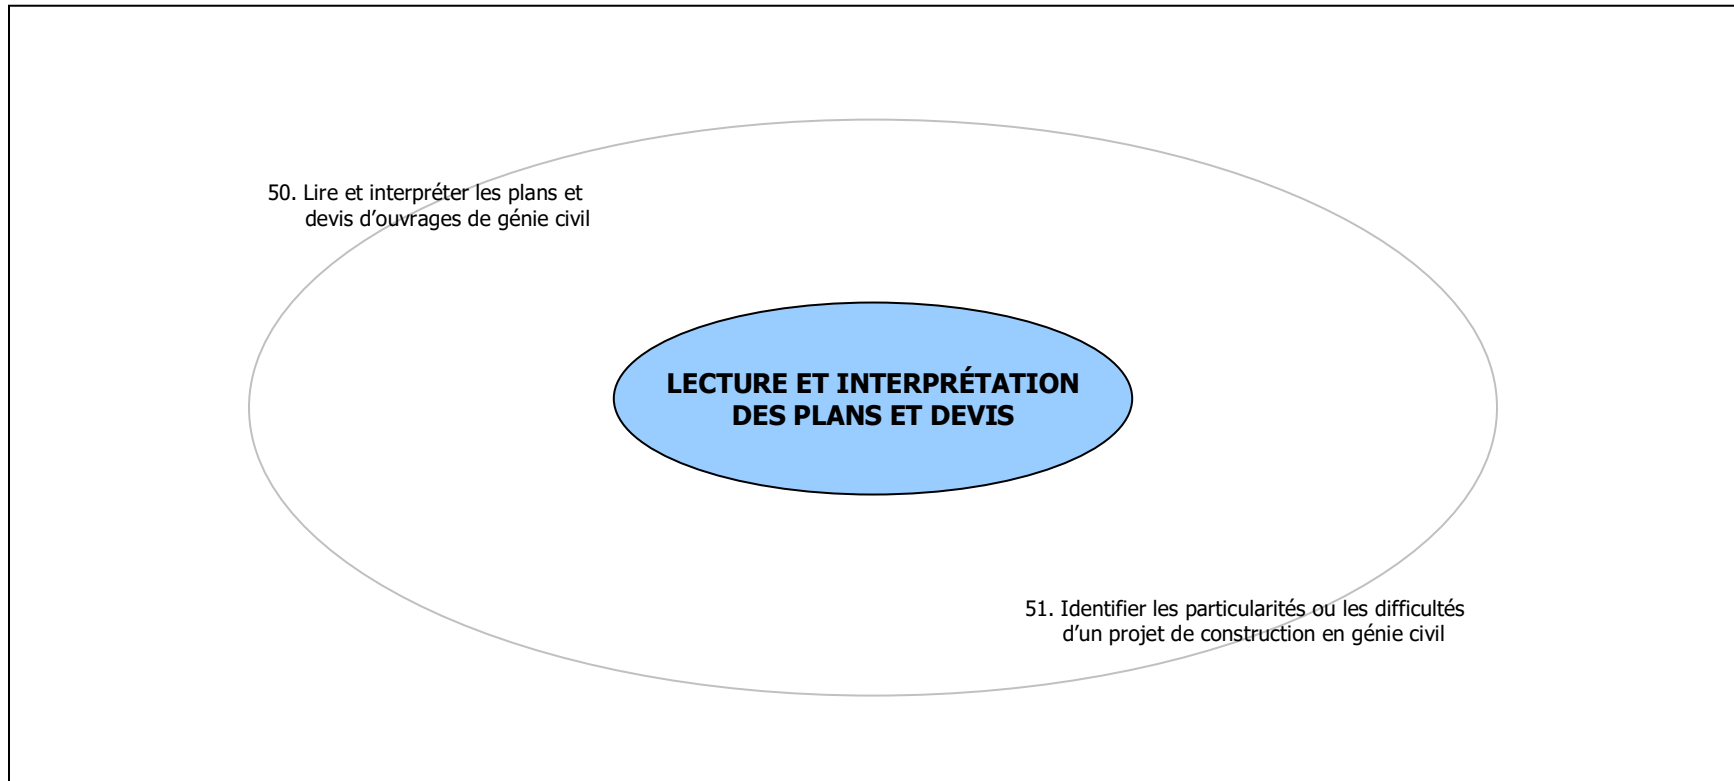 50. Lire et interpréter les plans et
devis d’ouvrages de génie civil
LECTURE ET INTERPRÉTATION
DES PLANS ET DEVIS
51. Identifier les particularités ou les difficultés
d’un projet de construction en génie civil